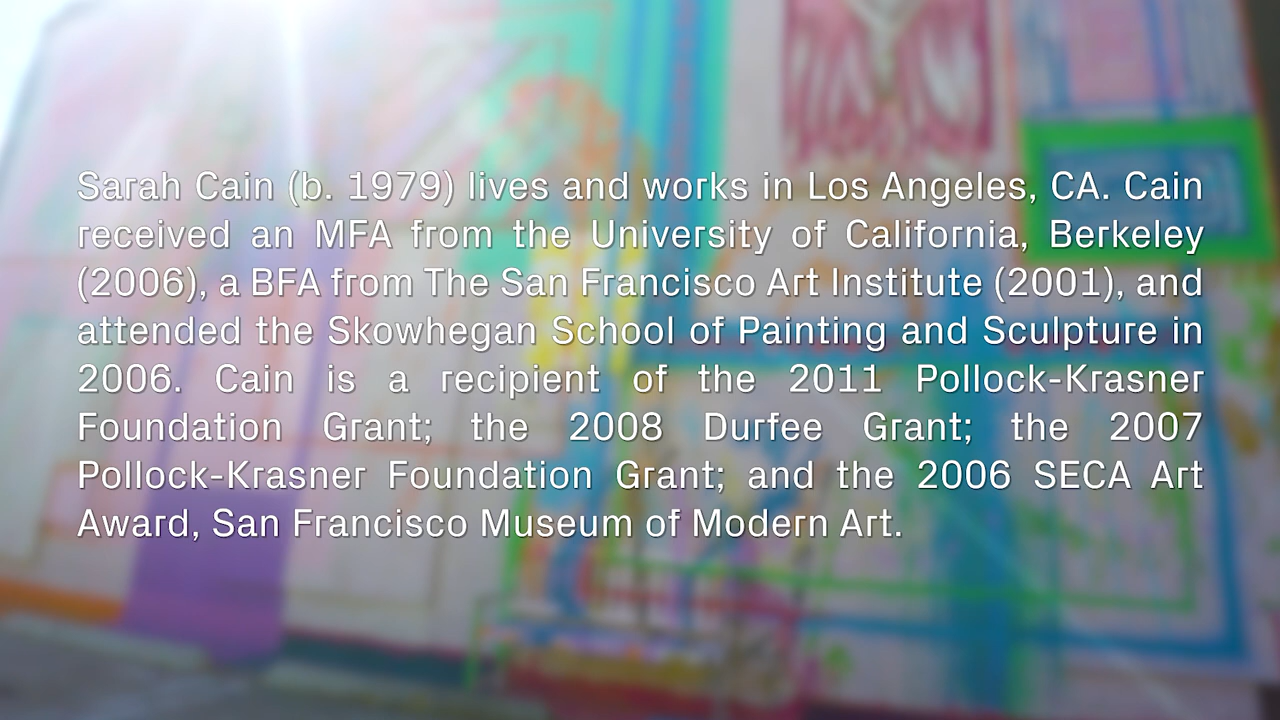 Sarah Cain (b. 1979) lives and works in Los Angeles, CA. Cain
received an MFA from the University of California, Berkeley
(2006), a BFA from The San Francisco Art Institute (2001), and
attended the Skowhegan School of Painting and Sculpture in
2006. Cain is a recipient of the 2011 Pollock-Krasner
Foundation Grant; the 2008 Durfee Grant; the 2007
Pollock-Krasner Foundation Grant; and the 2006 SECA Art
Award, San Francisco Museum of Modern Art.